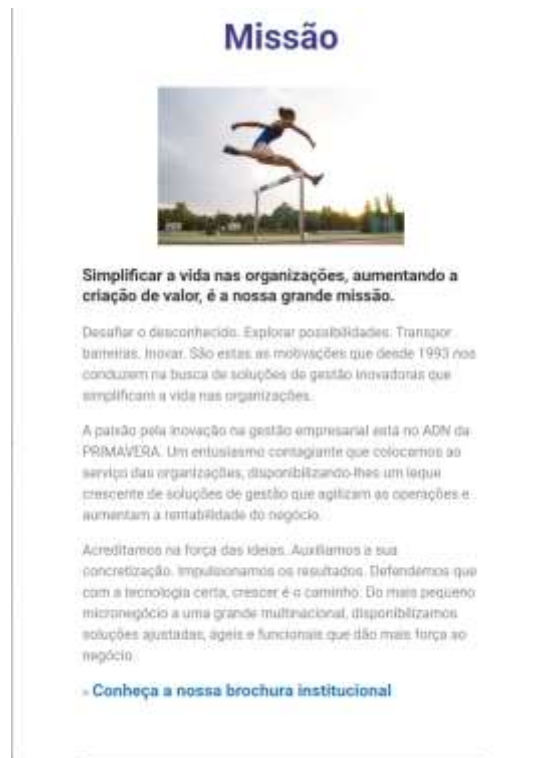 Missão
Simplificar a vida nas organizações, aumentando a
criação de valor, é a nossa grande missão.
Desafiar o desconhecido. Explorar possibilidades. Transpor
barreiras. Inovar. São estas as motivações que desde 1993 nos
conduzem na busca de soluções de gestão inovadoras que
simplificam a vida nas organizações.
A paixão pela inovação na gestão empresarial está no ADN da
PRIMAVERA. Um entusiasmo contagiante que colocamos ao
serviço das organizações, disponibilizando-lhes um leque
crescente de soluções de gestão que agilizam as operações e
aumentam a rentabilidade do negócio.
Acreditamos na força das ideias. Auxiliamos a sua
concretização. Impulsionamos os resultados. Defendemos que
com a tecnologia certa, crescer é o caminho. Do mais pequeno
micronegócio a uma grande multinacional, disponibilizamos
soluções ajustadas, ágeis e funcionais que dão mais força ao
negócio.
» Conheça a nossa brochura institucional